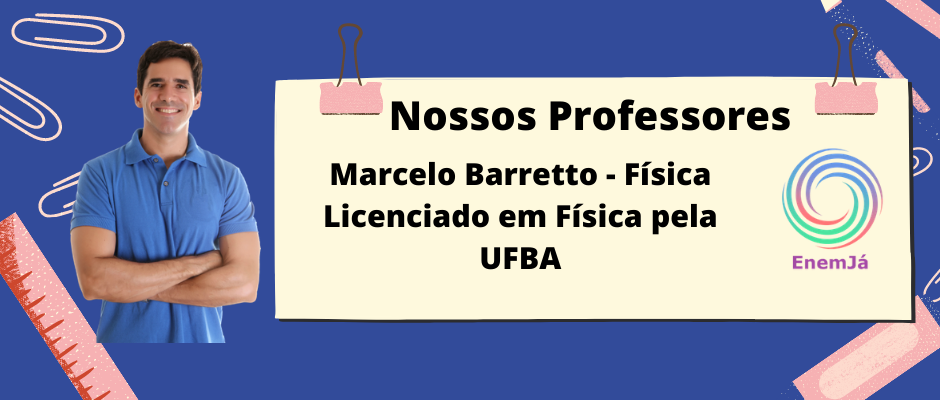 Nossos Professores
Marcelo Barretto - Física
Licenciado em Física pela
UFBA
EnemJá